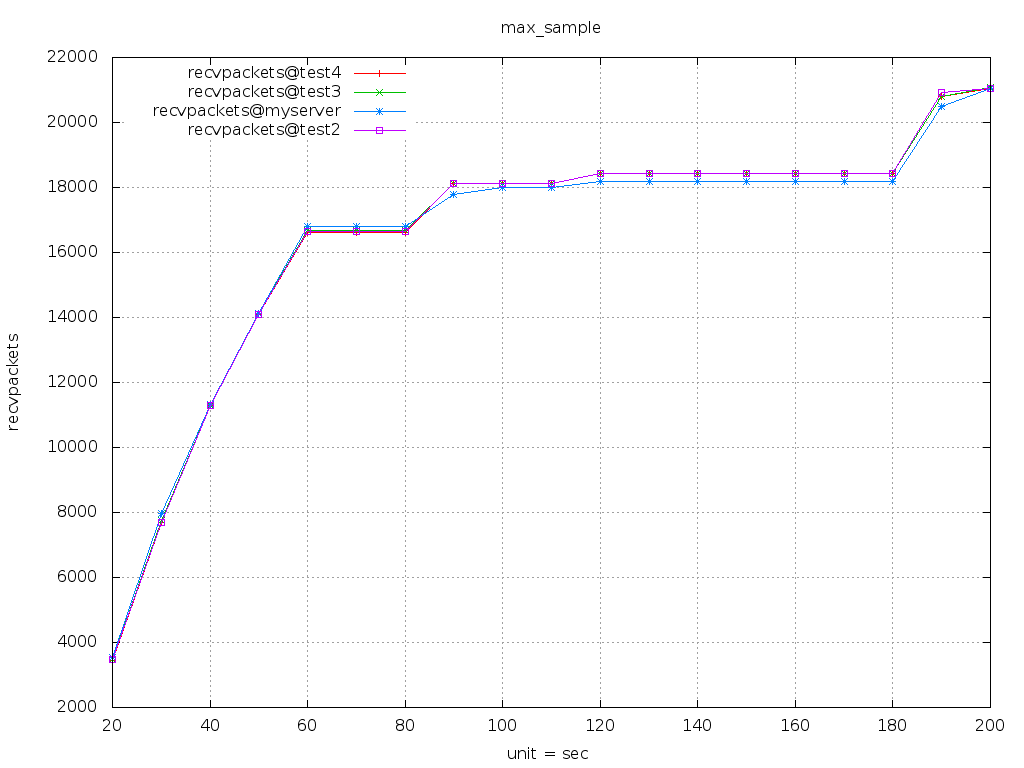 max_sample
22000
20000
18000
16000
14000
12000
10000
8000
6000
4000
2000
recvpackets
recvpackets@test4
recvpackets@test3
recvpackets@myserver
recvpackets@test2
20 40 60 80 100 120 140 160 180 200
unit = sec